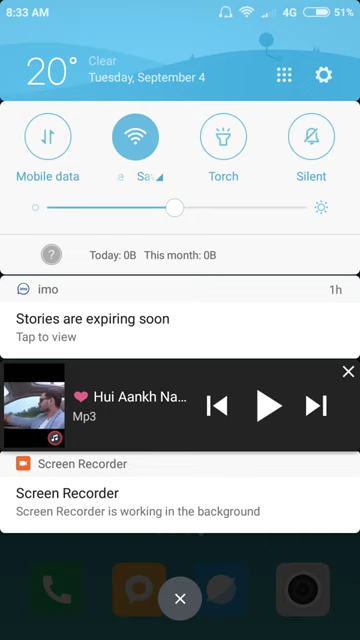 8:33 AM
4G
51%
20°
Clear
Tuesday, September 4
Mobile data
Torch
Silent
?
Today: 0B This month: 0B
imo
imo
1h
Stories are expiring soon
Tap to view
Hui Aankh Na…
Mp3
Screen Recorder
Screen Recorder
Screen Recorder is working in the background